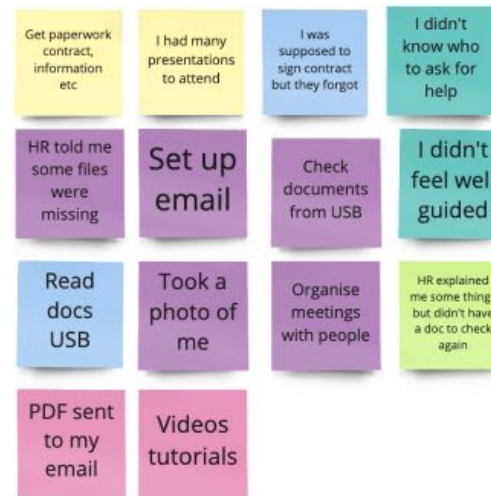 Get paperwork
contract,
information
etc
I had many
presentations
to attend
I was
supposed to
sign contract
but they forgot
I didn't
know who
to ask for
help
HR told me
some files
were
missing
Set up
email
Check
documents
from USB
I didn't
feel wel
guided
Read
docs
USB
Took a
photo of
me
Organise
meetings
with people
HR explained
me some thing
but didn't have
a doc to check
again
PDF sent
to my
email
Videos
tutorials